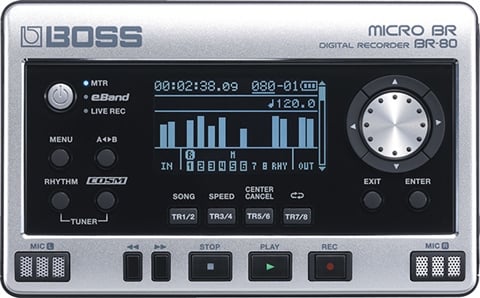 BOSS
MICRO BR
DIGITAL RECORDER BR-80
MTR
eBand
LIVE REC
00:02:38.09 080-01
♩120.0
R M
IN 1 2 3 4 5 6 7 8 RHY OUT
MENU A◄►B
RHYTHM COSM
TUNER
SONG SPEED CENTER CANCEL
TR1/2 TR3/4 TR5/6 TR7/8
EXIT ENTER
MIC L STOP PLAY REC MIC R